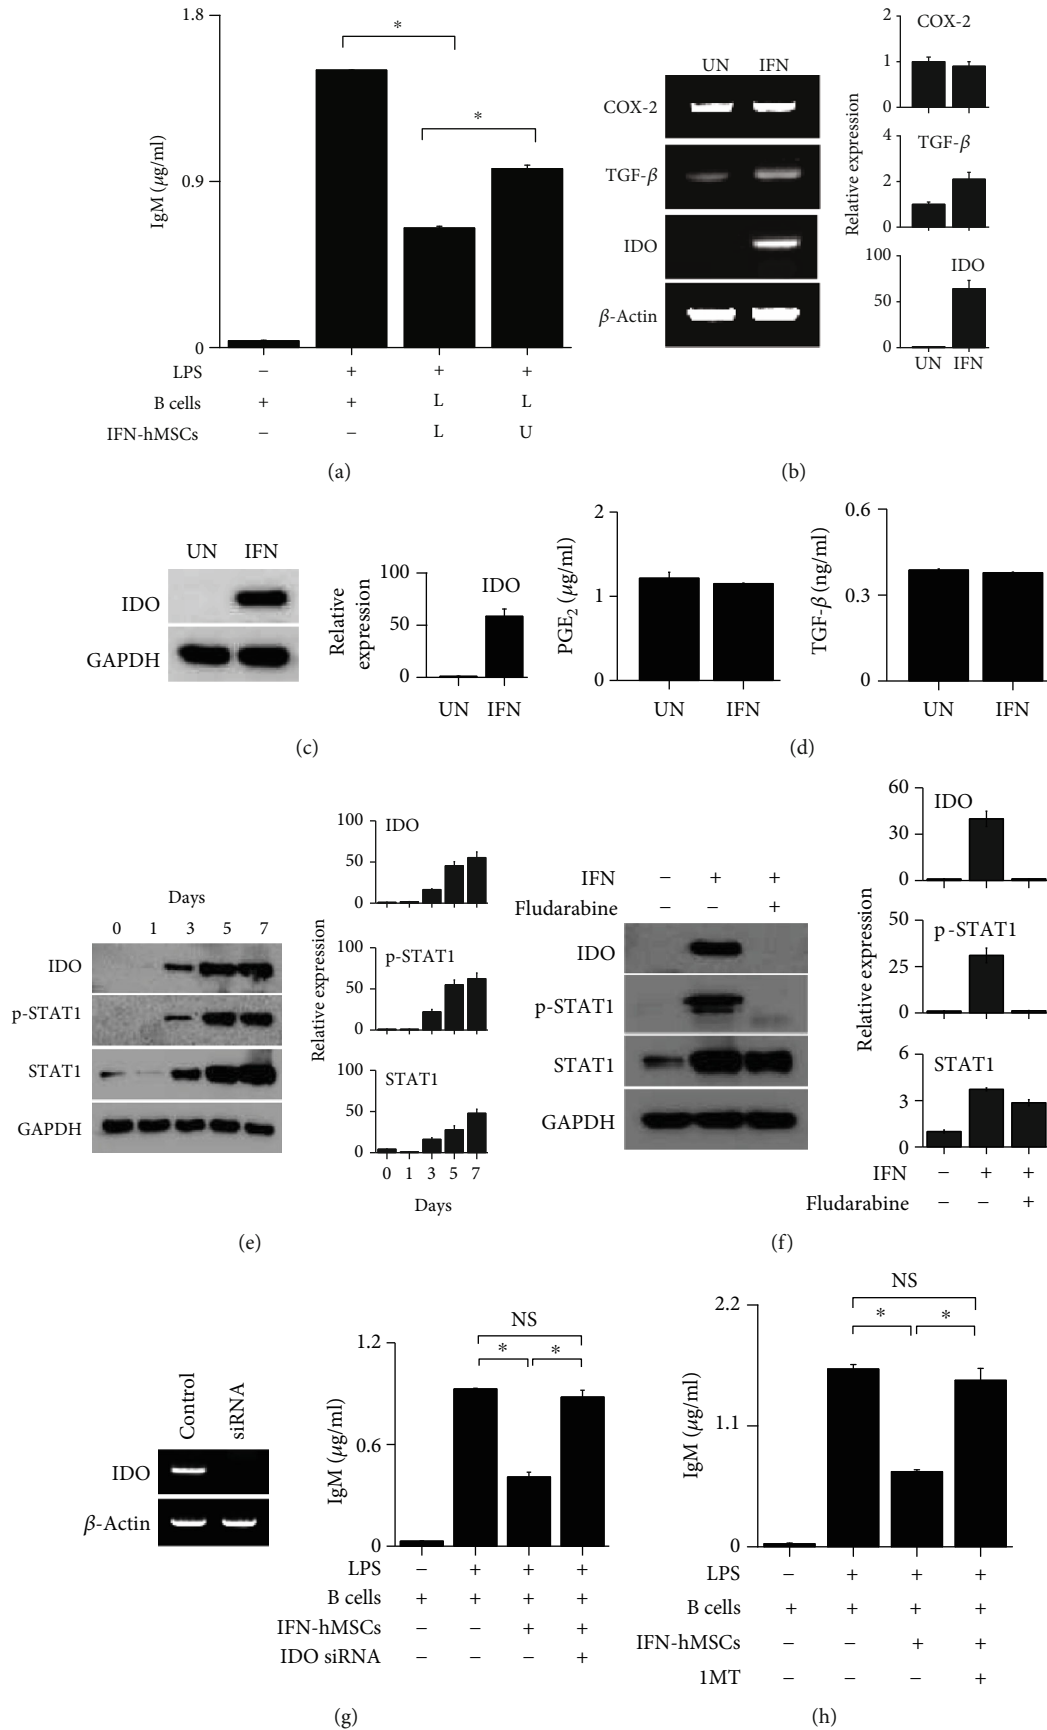 1.8
0.9
0
IgM (μg/ml)
*
*
LPS − + + +
B cells + + L L
IFN-hMSCs − − L U
(a)
UN IFN
COX-2
TGF-β
IDO
β-Actin
Relative expression
2
1
0
COX-2
4
2
0
TGF-β
100
50
0
IDO
UN IFN
(b)
UN IFN
IDO
GAPDH
Relative
expression
100
50
0
IDO
UN IFN
(c)
PGE2 (μg/ml)
2
1
0
UN IFN
TGF-β (ng/ml)
0.6
0.3
0
UN IFN
(d)
Days
0 1 3 5 7
IDO
p-STAT1
STAT1
GAPDH
Relative expression
100
50
0
IDO
100
50
0
p-STAT1
100
50
0
STAT1
0 1 3 5 7
Days
(e)
IFN − + +
Fludarabine − − +
IDO
p-STAT1
STAT1
GAPDH
Relative expression
60
30
0
IDO
50
25
0
p-STAT1
6
3
0
STAT1
IFN − + +
Fludarabine − − +
(f)
Control
siRNA
IDO
β-Actin
IgM (μg/ml)
1.2
0.6
0
NS
* *
LPS − + + +
B cells + + + +
IFN-hMSCs − − + +
IDO siRNA − − − +
(g)
IgM (μg/ml)
2.2
1.1
0
NS
* *
LPS − + + +
B cells + + + +
IFN-hMSCs − − + +
1MT − − − +
(h)